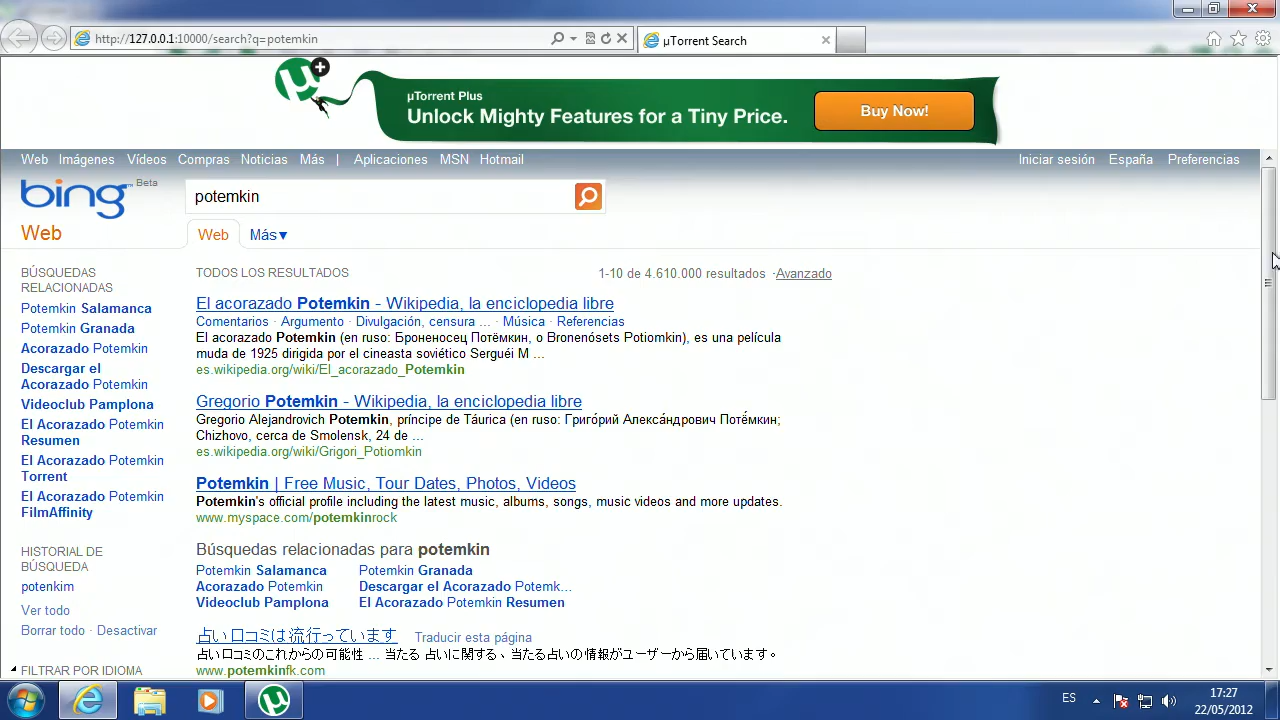 http://127.0.0.1:10000/search?q=potemkin
µTorrent Search
µTorrent Plus
Unlock Mighty Features for a Tiny Price.
Buy Now!
Web Imágenes Vídeos Compras Noticias Más | Aplicaciones MSN Hotmail
Iniciar sesión España Preferencias
bing™ Beta
potemkin
Web
Web Más▾
BÚSQUEDAS RELACIONADAS
Potemkin Salamanca
Potemkin Granada
Acorazado Potemkin
Descargar el
Acorazado Potemkin
Videoclub Pamplona
El Acorazado Potemkin
Resumen
El Acorazado Potemkin
Torrent
El Acorazado Potemkin
FilmAffinity
HISTORIAL DE
BÚSQUEDA
potenkim
Ver todo
Borrar todo · Desactivar
FILTRAR POR IDIOMA
TODOS LOS RESULTADOS
1-10 de 4.610.000 resultados ·Avanzado
El acorazado Potemkin - Wikipedia, la enciclopedia libre
Comentarios · Argumento · Divulgación, censura ... · Música · Referencias
El acorazado Potemkin (en ruso: Броненосец Потёмкин, o Bronenósets Potiomkin), es una película
muda de 1925 dirigida por el cineasta soviético Serguéi M ...
es.wikipedia.org/wiki/El_acorazado_Potemkin
Gregorio Potemkin - Wikipedia, la enciclopedia libre
Gregorio Alejandrovich Potemkin, príncipe de Táurica (en ruso: Григо́рий Алекса́ндрович Потё́мкин;
Chizhovo, cerca de Smolensk, 24 de ...
es.wikipedia.org/wiki/Grigori_Potiomkin
Potemkin | Free Music, Tour Dates, Photos, Videos
Potemkin's official profile including the latest music, albums, songs, music videos and more updates.
www.myspace.com/potemkinrock
Búsquedas relacionadas para potemkin
Potemkin Salamanca Potemkin Granada
Acorazado Potemkin Descargar el Acorazado Potemk...
Videoclub Pamplona El Acorazado Potemkin Resumen
占い口コミは流行っています Traducir esta página
占い口コミのこれからの可能性 ... 当たる 占いに関する、当たる占いの情報がユーザーから届いています。
www.potemkinfk.com
ES
17:27
22/05/2012